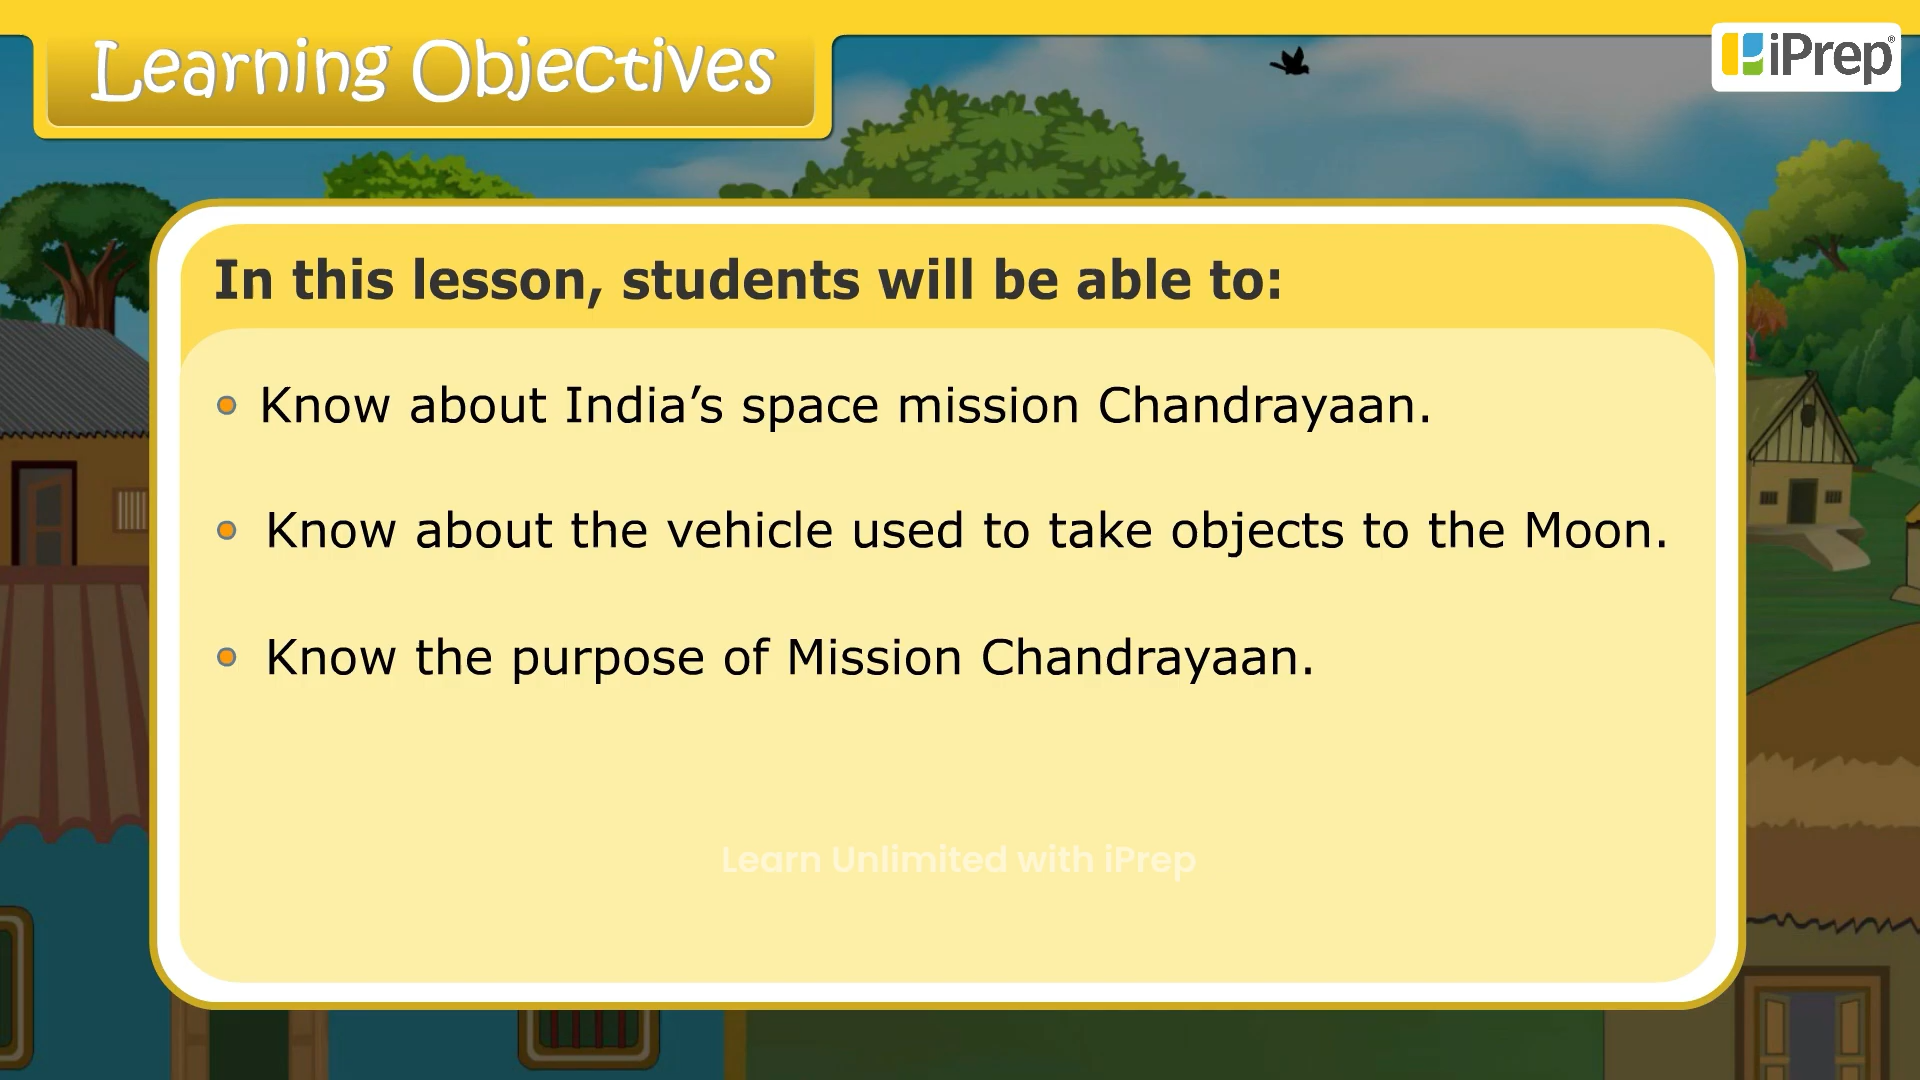 Learning Objectives
iPrep®
In this lesson, students will be able to:
• Know about India’s space mission Chandrayaan.
• Know about the vehicle used to take objects to the Moon.
• Know the purpose of Mission Chandrayaan.
Learn Unlimited with iPrep